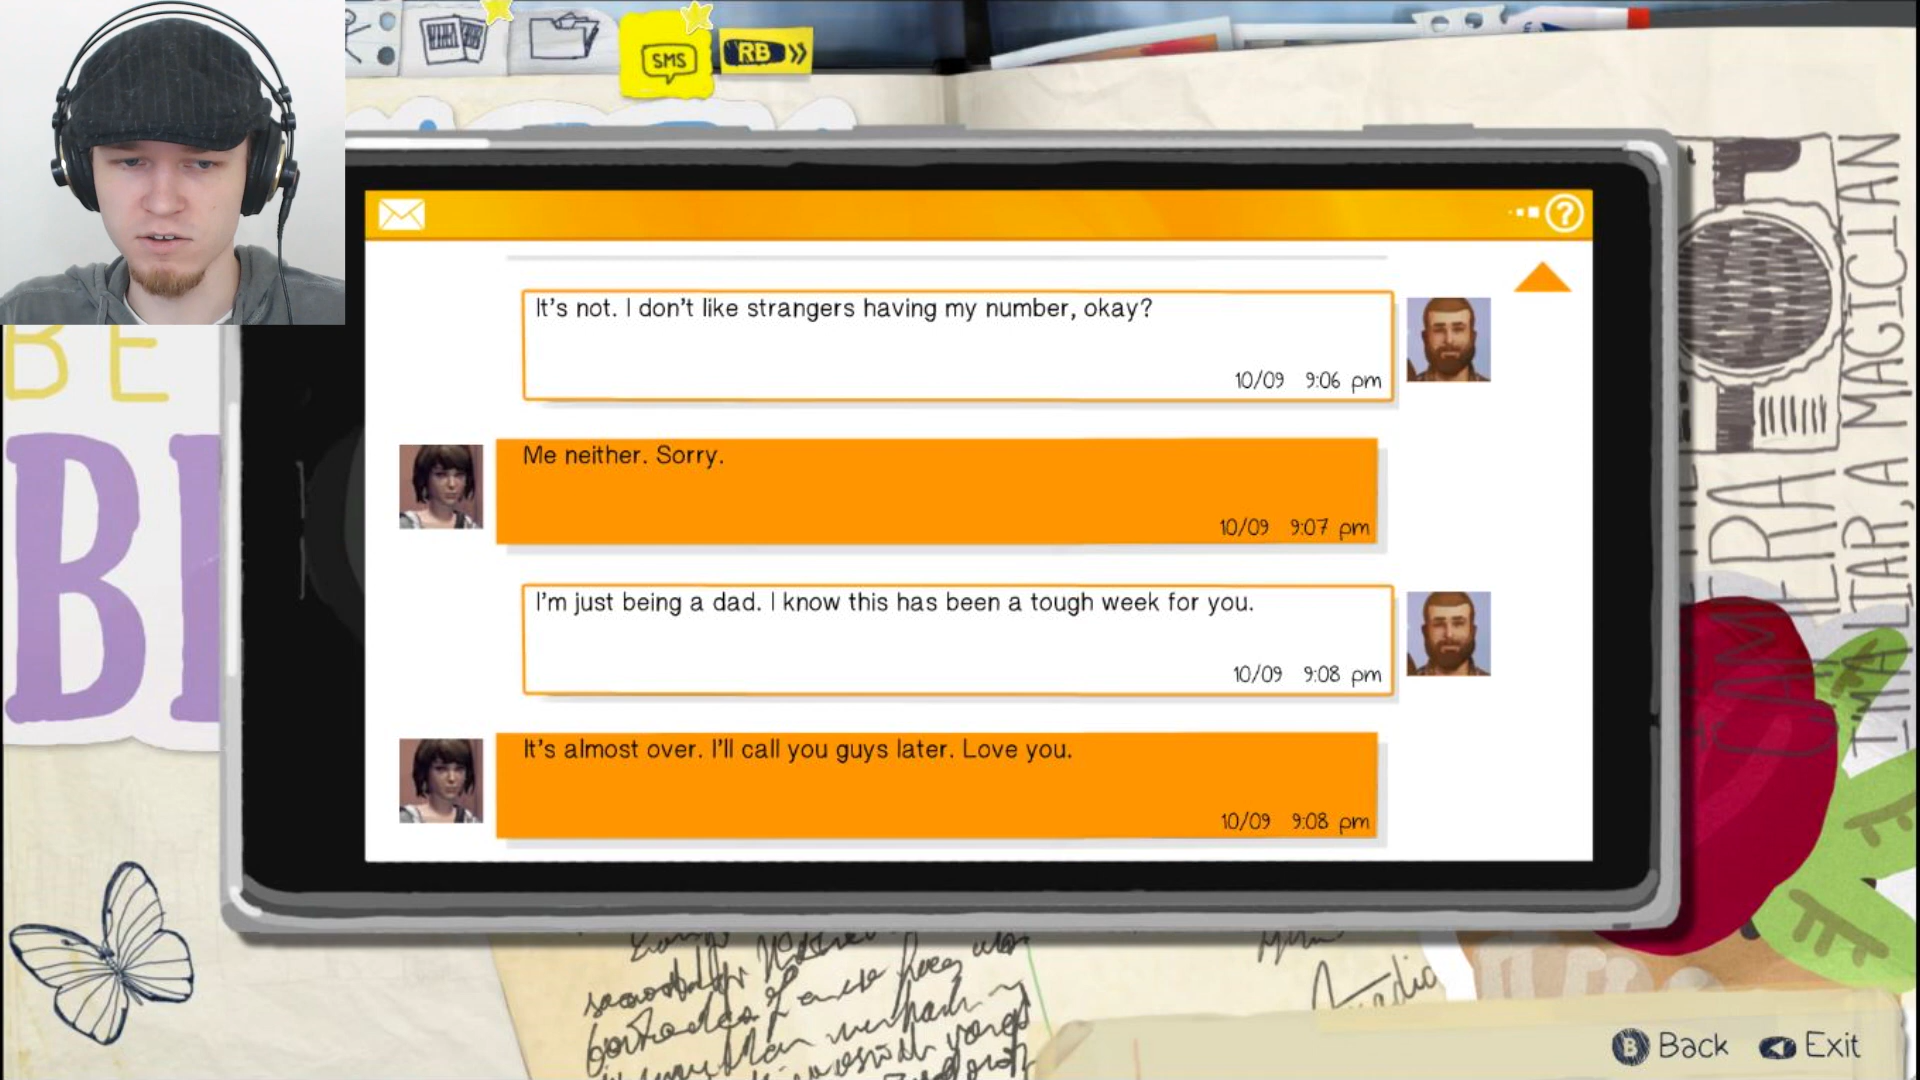 SMS
RB
It's not. I don't like strangers having my number, okay?
10/09 9:06 pm
Me neither. Sorry.
10/09 9:07 pm
I'm just being a dad. I know this has been a tough week for you.
10/09 9:08 pm
It's almost over. I'll call you guys later. Love you.
10/09 9:08 pm
BE
CAMERA
LIAR, A MAGICIAN
B Back
Exit